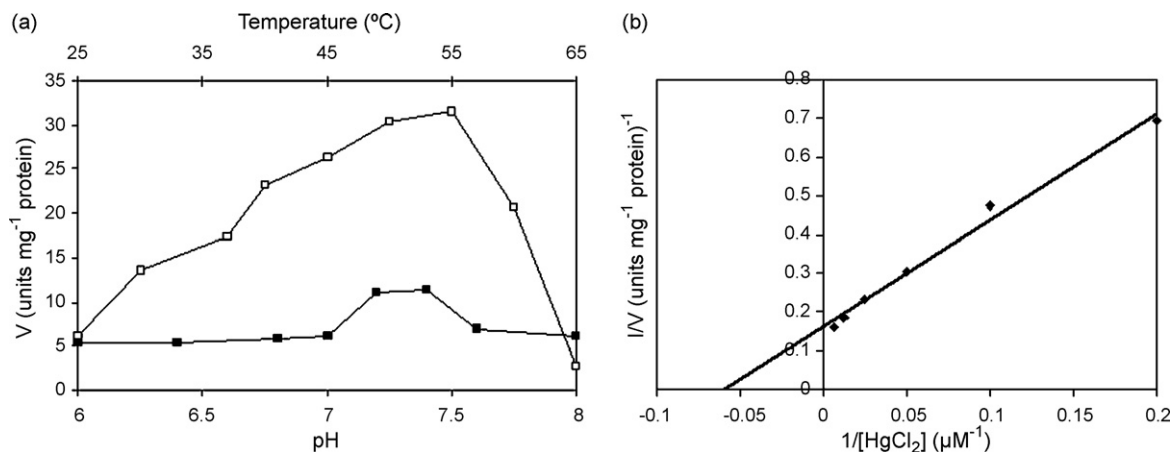 (a)
Temperature (ºC)
25 35 45 55 65
V (units mg⁻¹ protein)
35
30
25
20
15
10
5
0
6 6.5 7 7.5 8
pH
(b)
I/V (units mg⁻¹ protein)⁻¹
0.8
0.7
0.6
0.5
0.4
0.3
0.2
0.1
0
-0.1 -0.05 0 0.05 0.1 0.15 0.2
1/[HgCl₂] (µM⁻¹)